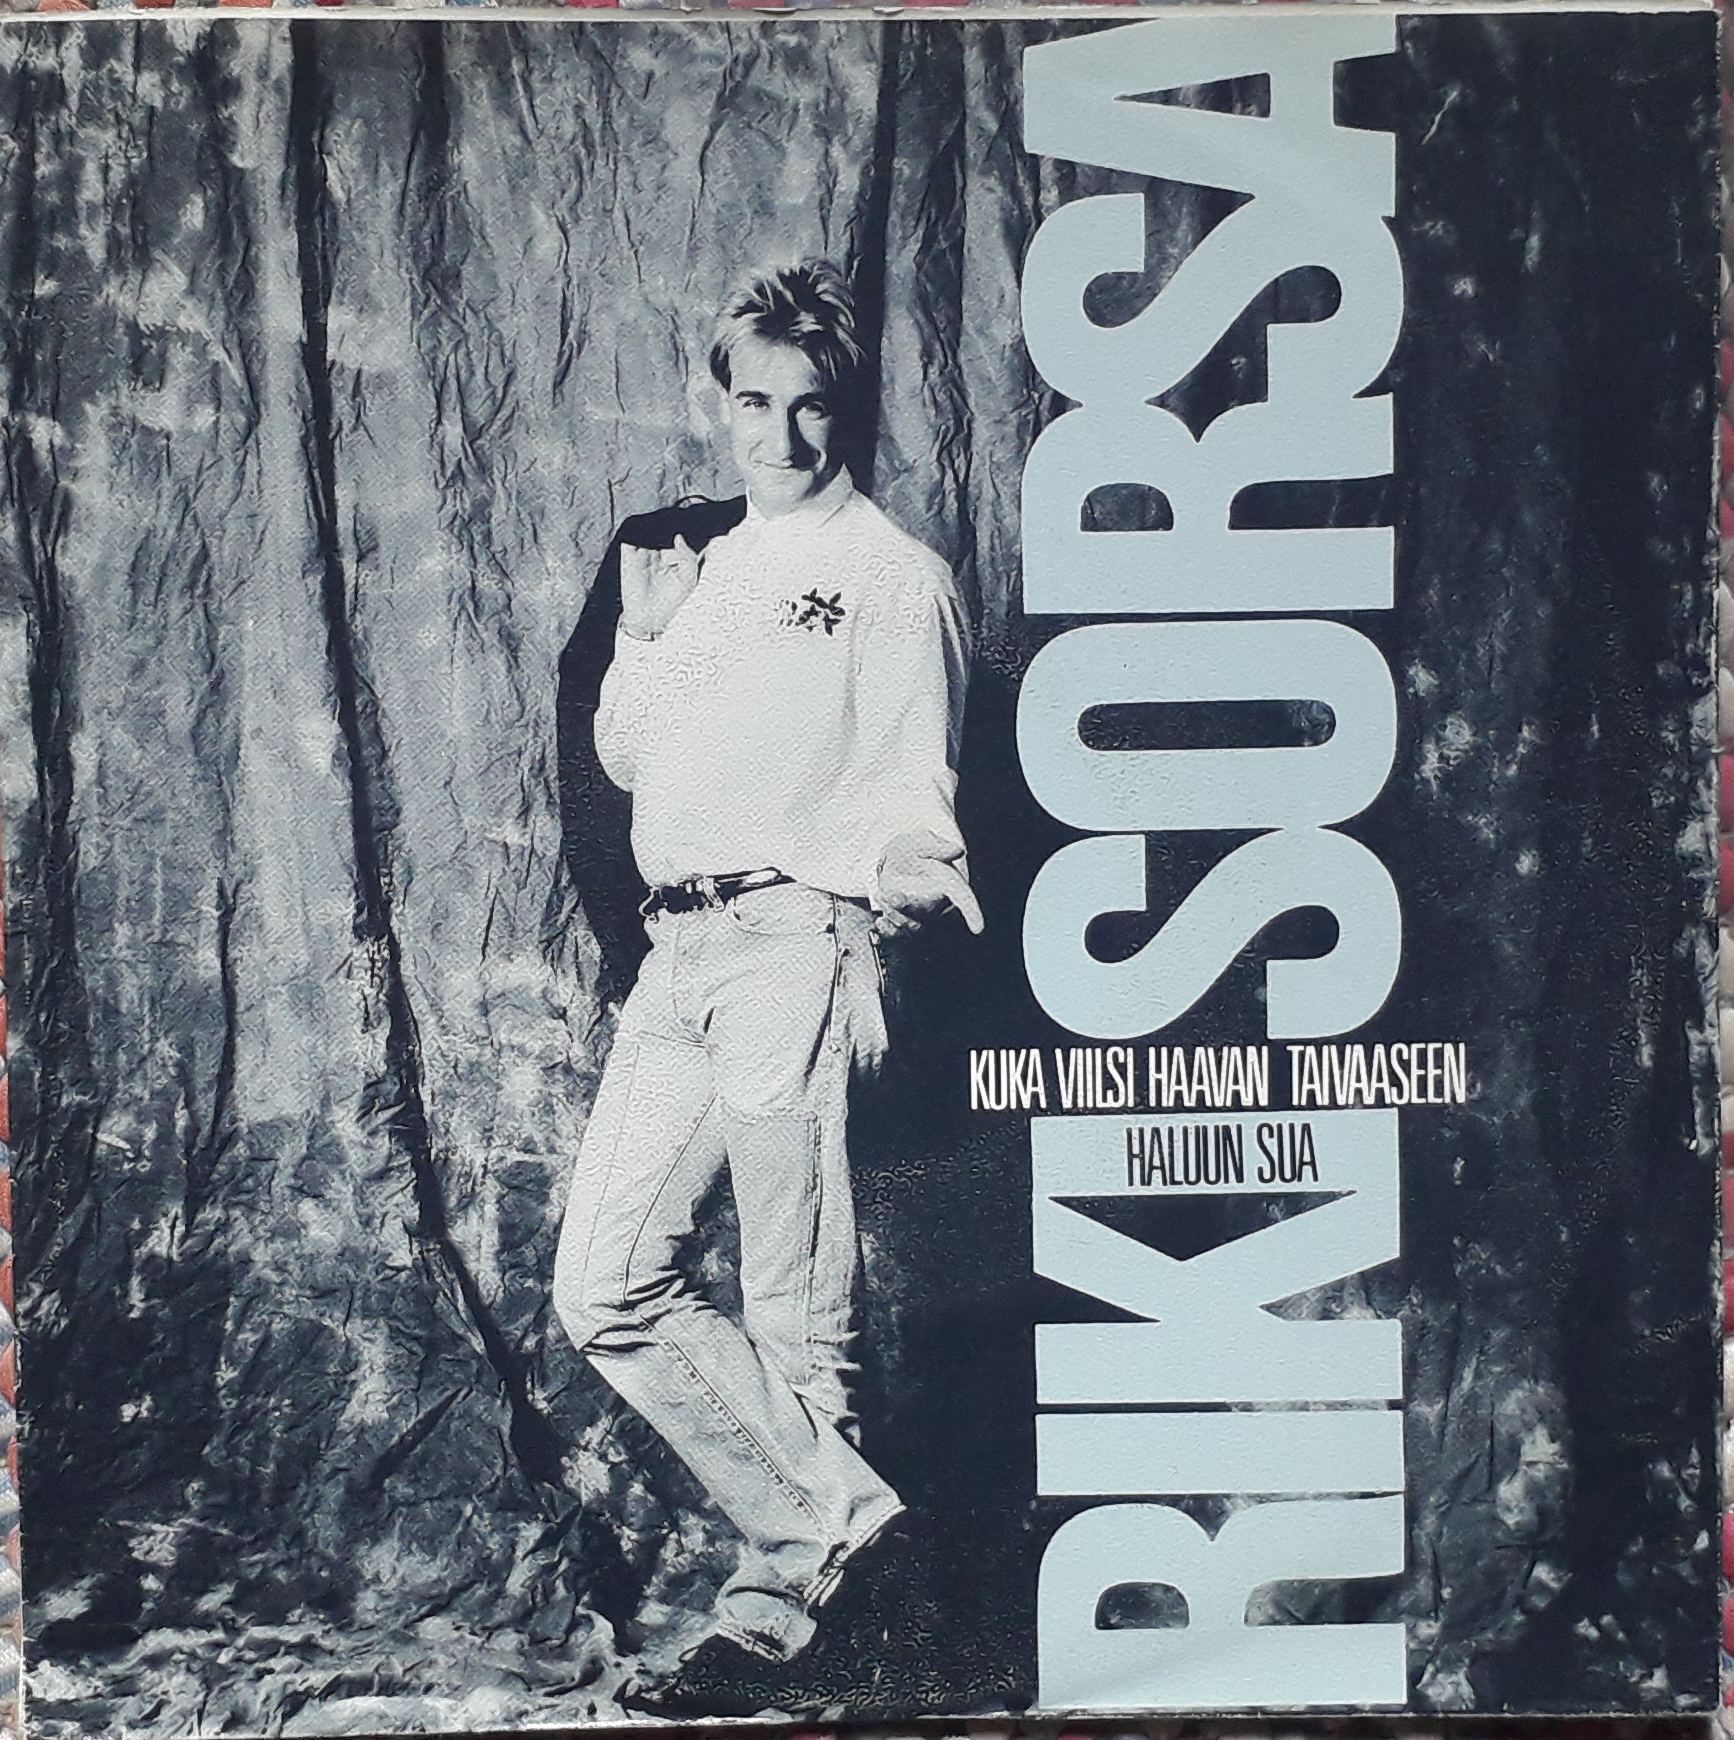 RIKI SORSA
KUKA VIILSI HAAVAN TAIVAASEEN
HALUUN SUA